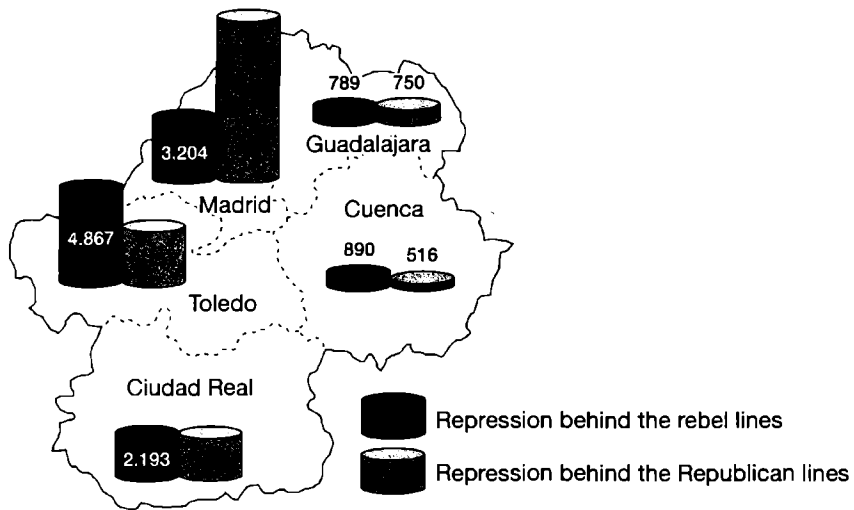 789 750
3.204
Guadalajara
Madrid
Cuenca
4.867
890 516
Toledo
Ciudad Real
2.193
Repression behind the rebel lines
Repression behind the Republican lines